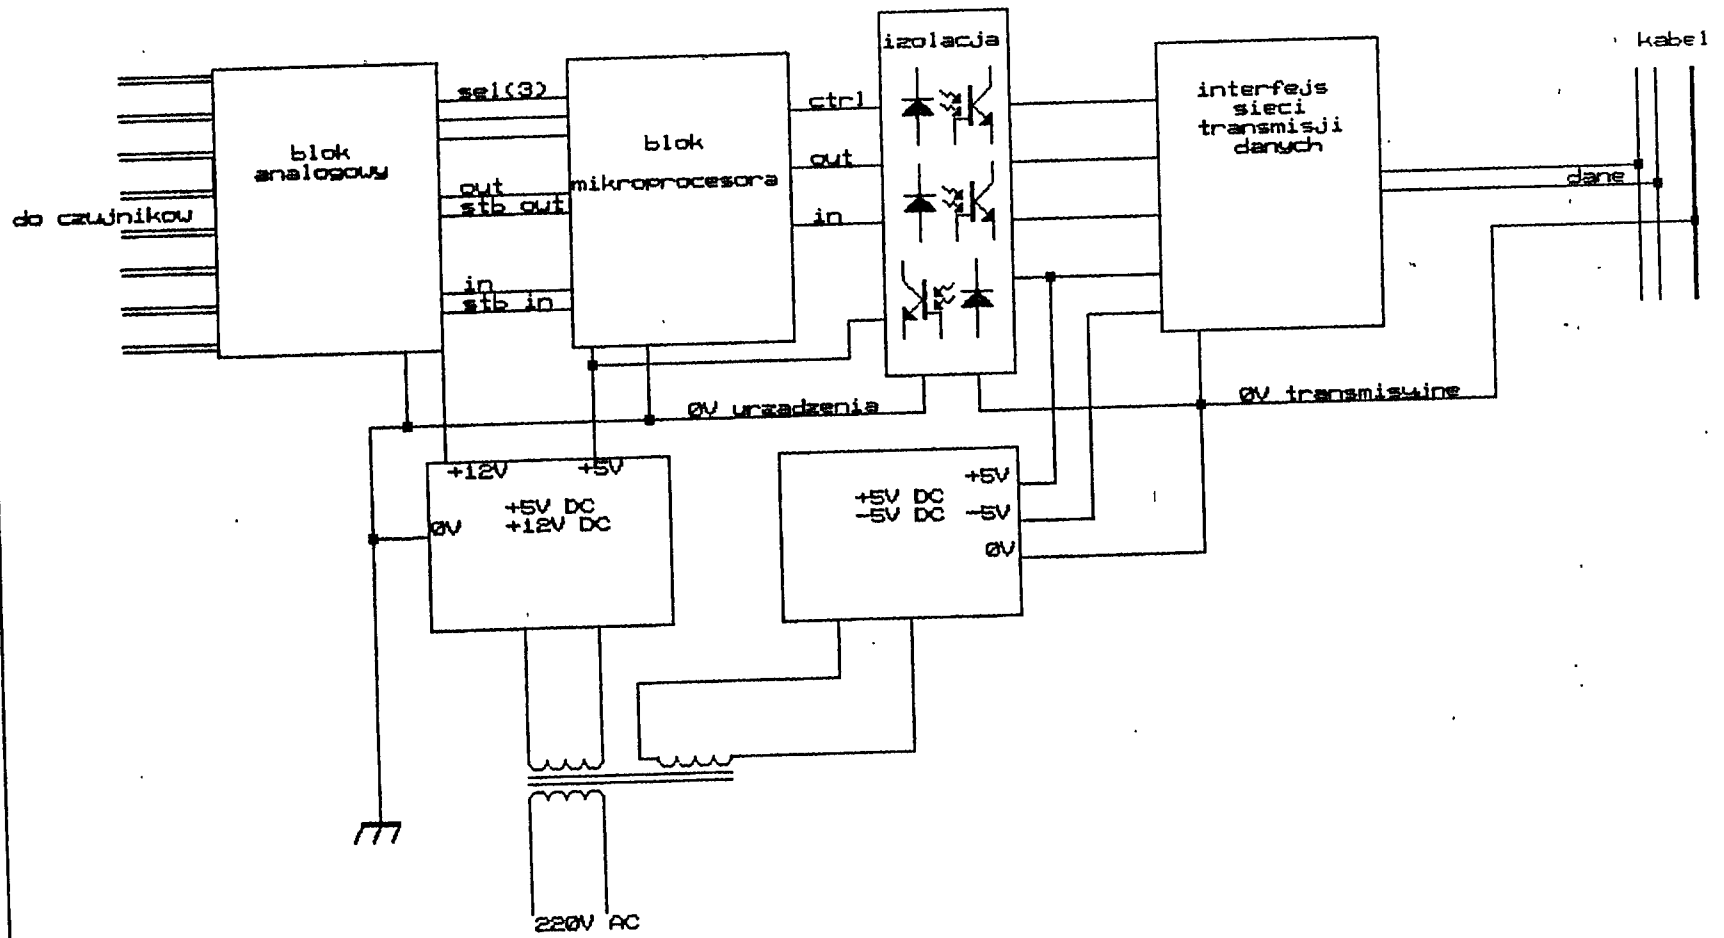 izolacja
kabel
sel(3)
ctrl
interfejs
sieci
transmisji
danych
blok
analogowy
blok
mikroprocesora
out
out
stb out
dane
do czujnikow
in
in
stb in
0V urzadzenia
0V transmisyjne
+12V
+5V
+5V DC
+12V DC
0V
+5V
+5V DC
-5V DC
-5V
0V
220V AC